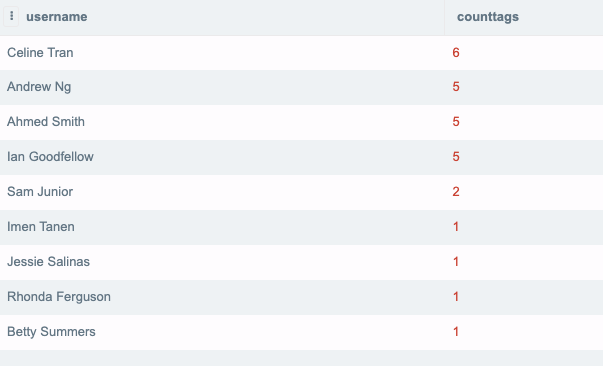 username counttags
Celine Tran 6
Andrew Ng 5
Ahmed Smith 5
Ian Goodfellow 5
Sam Junior 2
Imen Tanen 1
Jessie Salinas 1
Rhonda Ferguson 1
Betty Summers 1